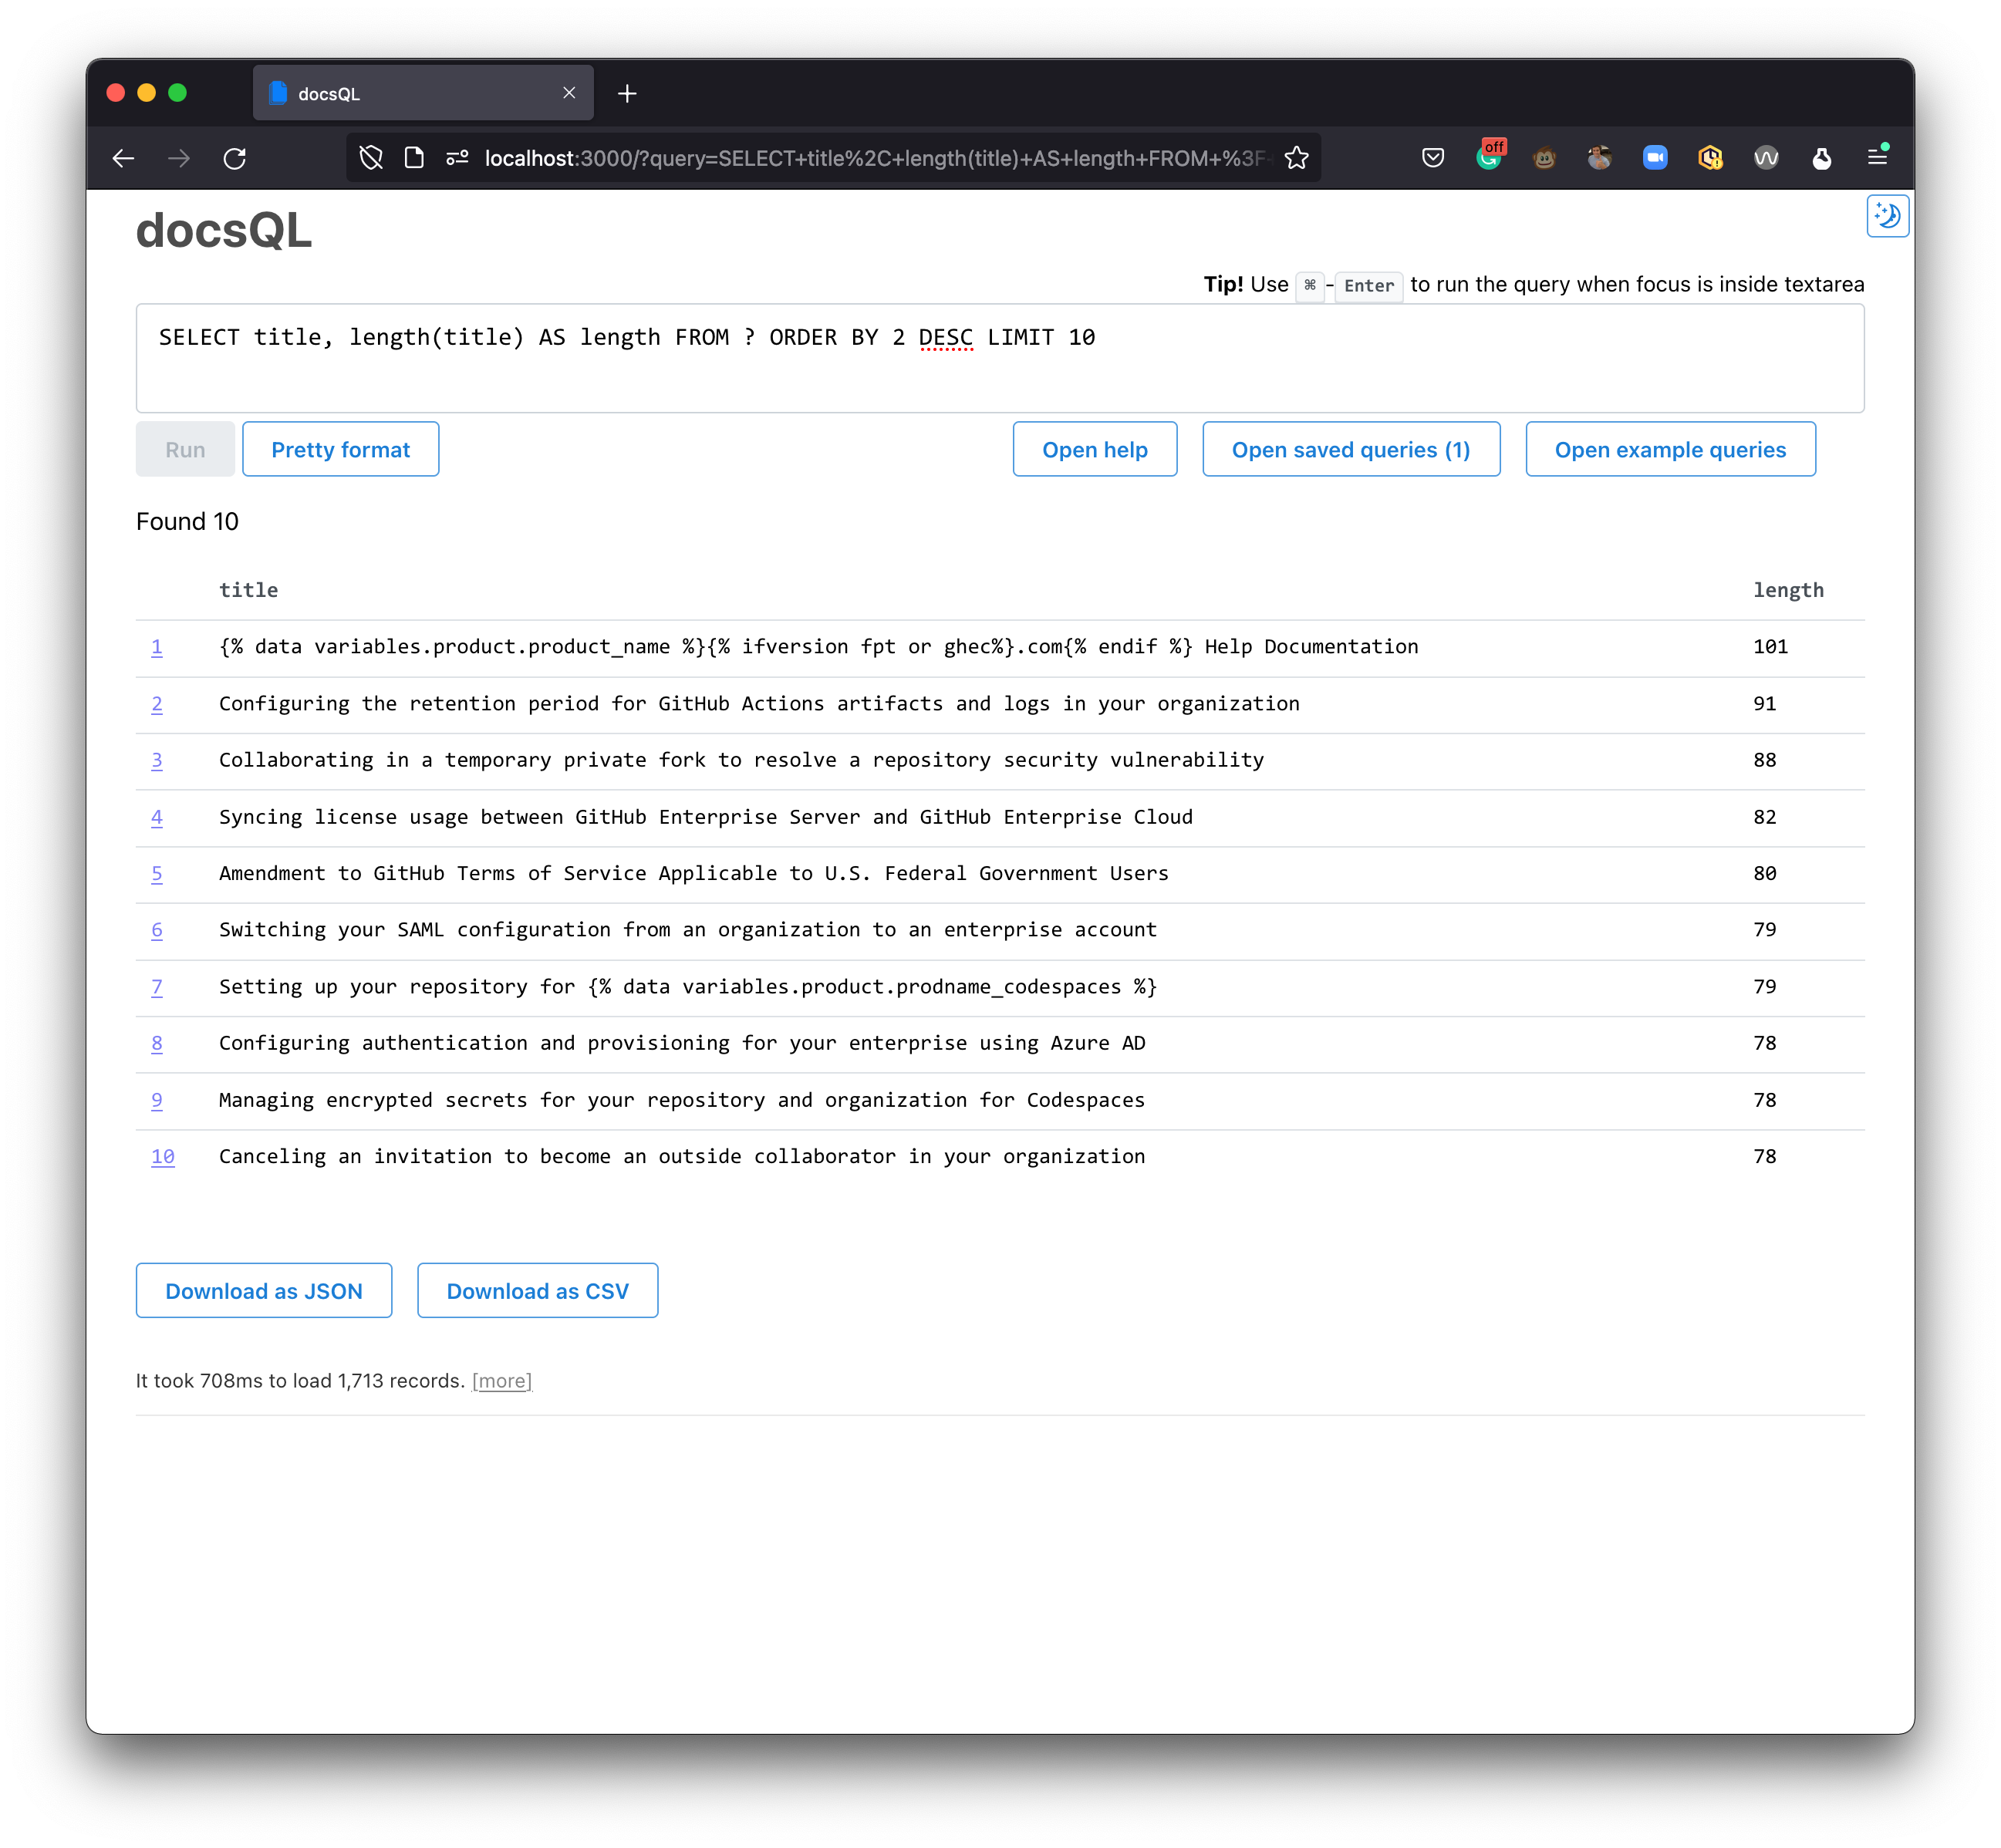 docsQL
localhost:3000/?query=SELECT+title%2C+length(title)+AS+length+FROM+%3F
off
docsQL
Tip! Use ⌘-Enter to run the query when focus is inside textarea
SELECT title, length(title) AS length FROM ? ORDER BY 2 DESC LIMIT 10
Run Pretty format Open help Open saved queries (1) Open example queries
Found 10
title length
1 {% data variables.product.product_name %}{% ifversion fpt or ghec%}.com{% endif %} Help Documentation 101
2 Configuring the retention period for GitHub Actions artifacts and logs in your organization 91
3 Collaborating in a temporary private fork to resolve a repository security vulnerability 88
4 Syncing license usage between GitHub Enterprise Server and GitHub Enterprise Cloud 82
5 Amendment to GitHub Terms of Service Applicable to U.S. Federal Government Users 80
6 Switching your SAML configuration from an organization to an enterprise account 79
7 Setting up your repository for {% data variables.product.prodname_codespaces %} 79
8 Configuring authentication and provisioning for your enterprise using Azure AD 78
9 Managing encrypted secrets for your repository and organization for Codespaces 78
10 Canceling an invitation to become an outside collaborator in your organization 78
Download as JSON Download as CSV
It took 708ms to load 1,713 records. [more]